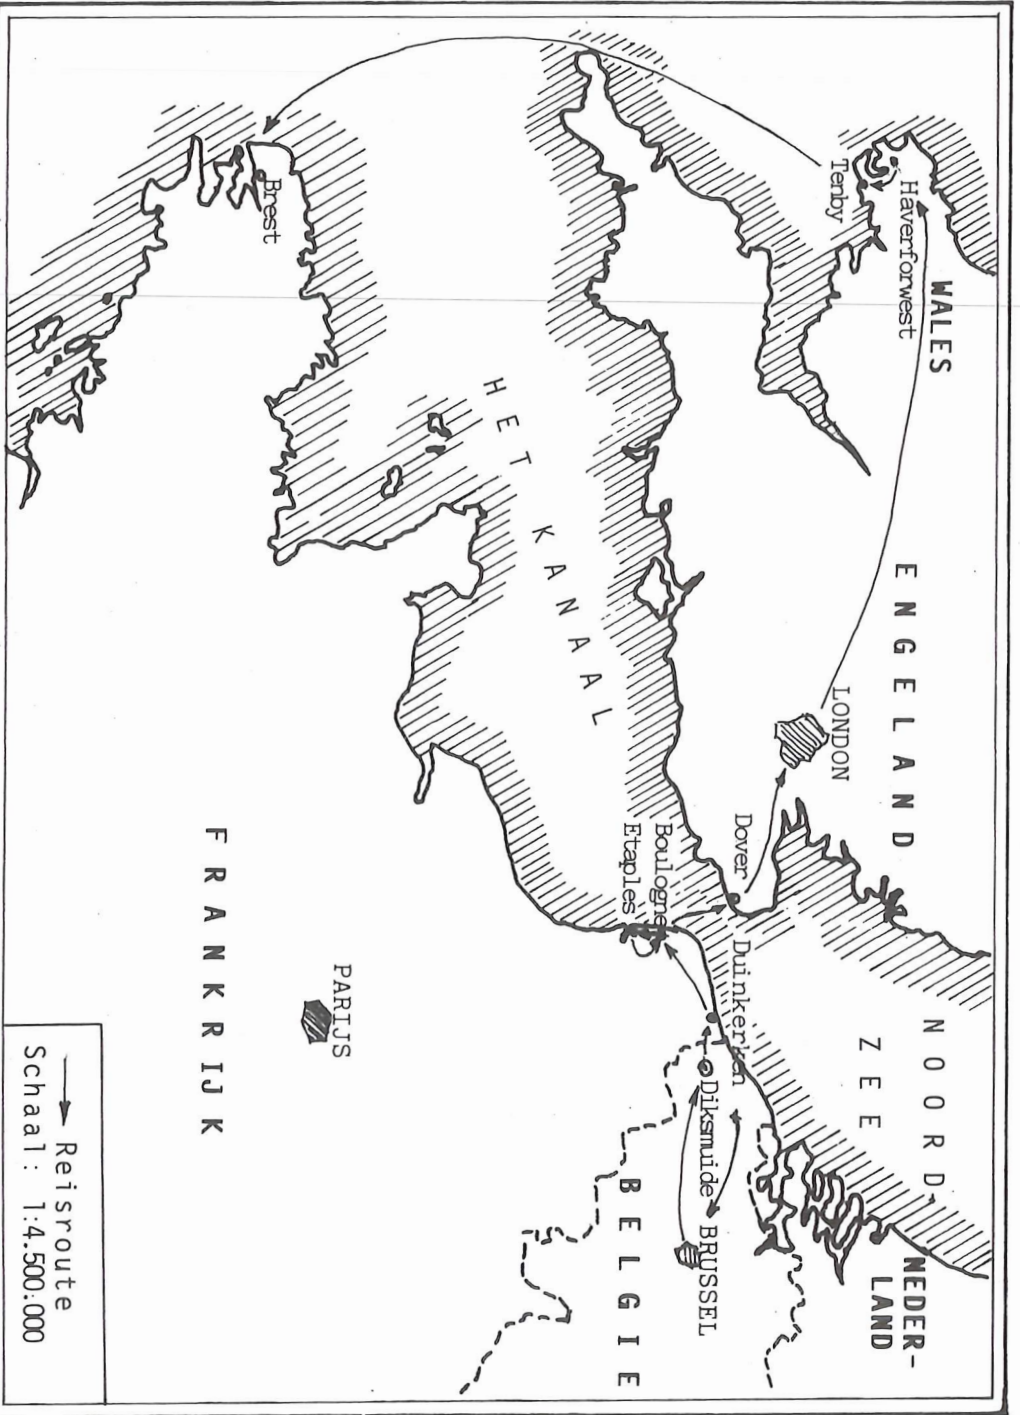 WALES
Haverforwest
Tenby
ENGELAND
LONDON
Dover
NOORD-
ZEE
NEDER-
LAND
HET KANAAL
Boulogne
Etaples
Duinkerken
Diksmuide
BRUSSEL
BELGIE
Brest
PARIJS
FRANKRIJK
Reisroute
Schaal: 1:4.500.000